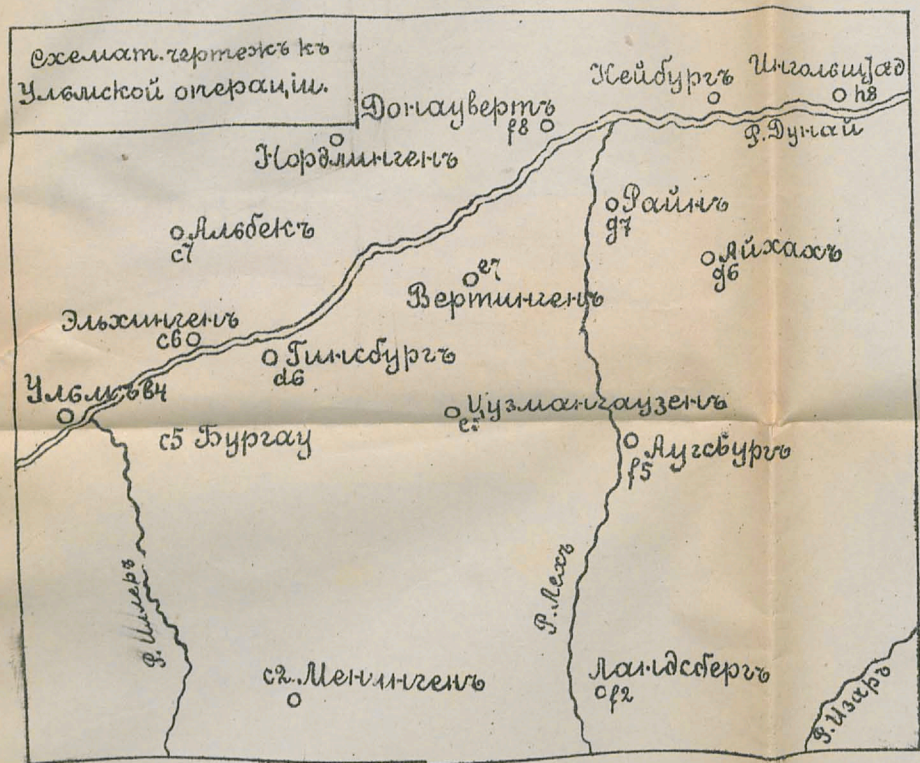 Схемат. чертежъ къ
Ульмской операціи.
Нейбургъ
Ингольштад
h8
Донаувертъ
f8
Р. Дунай
Нордлингенъ
Райнъ
g7
Альбекъ
c7
Айхахъ
g6
e7
Вертингенъ
Эльхингенъ
c6
Гинсбургъ
d6
Ульмъ b4
Цузмангаузенъ
c5 Бургау
Аугсбургъ
f5
Р. Иллеръ
Р. Лехъ
c2. Меммингенъ
Ландсбергъ
f2
Р. Изаръ